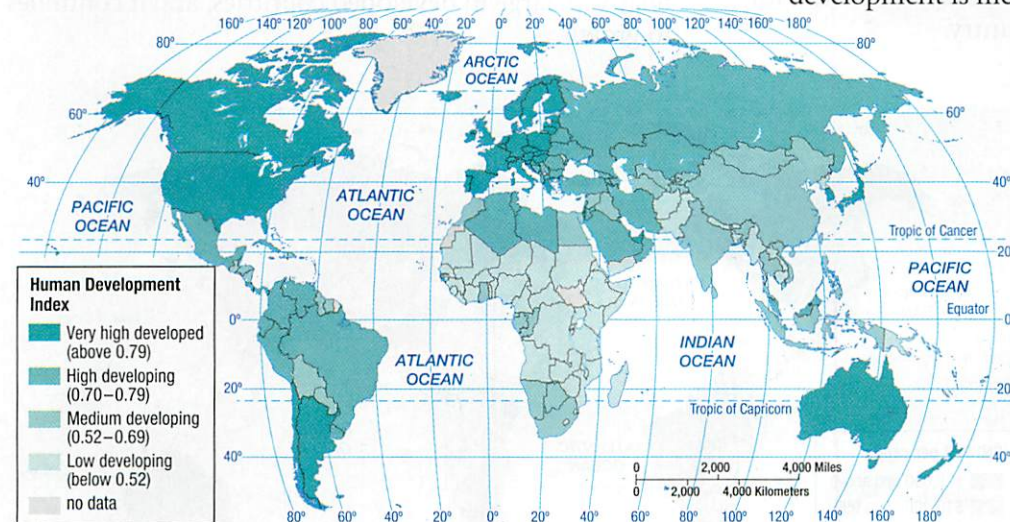 development is
160° 140° 120° 100° 80° 60° 40° 20° 0° 20° 40° 60° 80° 100° 120° 140° 160° 180°
80° 80°
ARCTIC
OCEAN
60° 60°
40° 40°
ATLANTIC
OCEAN
PACIFIC
OCEAN
Tropic of Cancer
20°
PACIFIC
OCEAN
Human Development
Index
Very high developed
(above 0.79)
High developing
(0.70–0.79)
Medium developing
(0.52–0.69)
Low developing
(below 0.52)
no data
Equator
0° 0°
INDIAN
OCEAN
ATLANTIC
OCEAN
20° 20°
Tropic of Capricorn
40° 40°
0 2,000 4,000 Miles
0 2,000 4,000 Kilometers
80° 60° 40° 20° 0° 20° 40° 60° 80° 100° 120° 140° 160° 180°